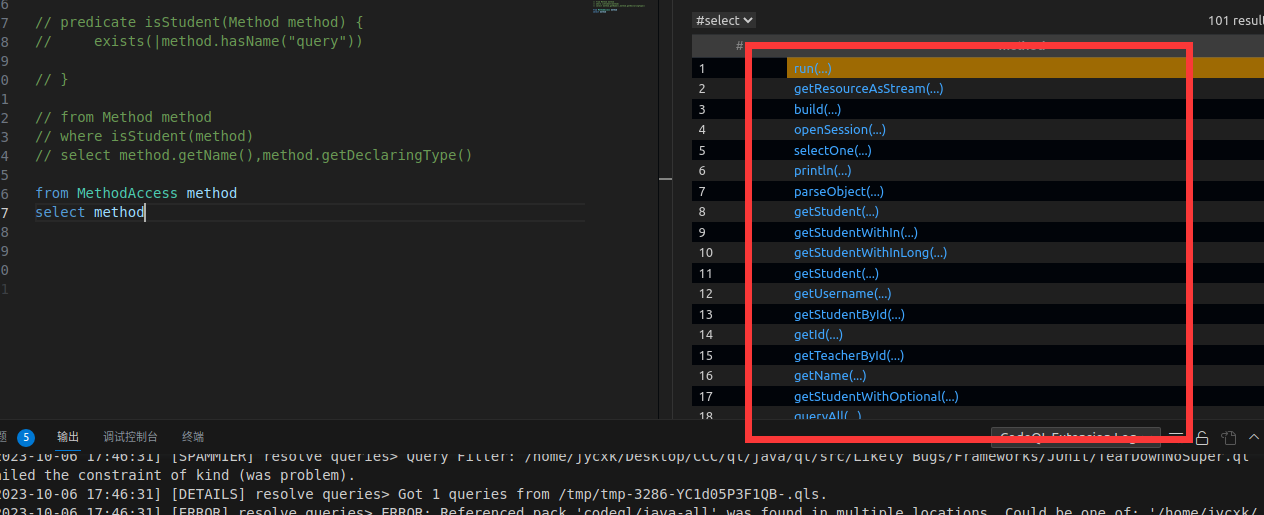 6
7 // predicate isStudent(Method method) {
8 //     exists(|method.hasName("query"))
9
0 // }
1
2 // from Method method
3 // where isStudent(method)
4 // select method.getName(),method.getDeclaringType()
5
6 from MethodAccess method
7 select method
8
9
0
1
#select
101 resul
# method
1 run(...)
2 getResourceAsStream(...)
3 build(...)
4 openSession(...)
5 selectOne(...)
6 println(...)
7 parseObject(...)
8 getStudent(...)
9 getStudentWithIn(...)
10 getStudentWithInLong(...)
11 getStudent(...)
12 getUsername(...)
13 getStudentById(...)
14 getId(...)
15 getTeacherById(...)
16 getName(...)
17 getStudentWithOptional(...)
18 queryAll(...)
题 5 输出 调试控制台 终端
CodeQL Extension Log
2023-10-06 17:46:31] [SPAMMIER] resolve queries> Query Filter: /home/jycxk/Desktop/CCC/ql/java/ql/src/Likely Bugs/Frameworks/JUnit/TearDownNoSuper.ql
ailed the constraint of kind (was problem).
2023-10-06 17:46:31] [DETAILS] resolve queries> Got 1 queries from /tmp/tmp-3286-YC1d05P3F1QB-.qls.
2023-10-06 17:46:31] [ERROR] resolve queries> ERROR: Referenced pack 'codeql/java-all' was found in multiple locations. Could be one of: '/home/jycxk/